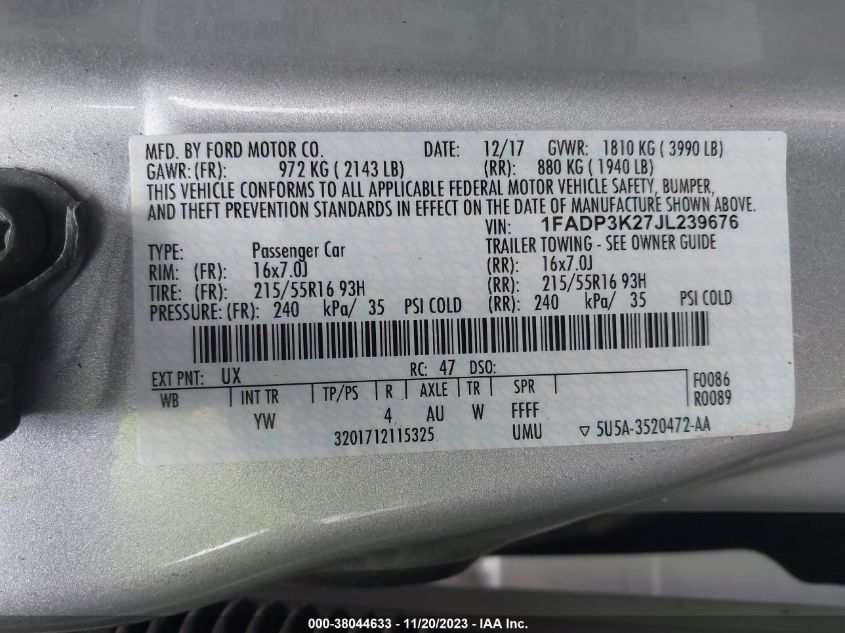 MFD. BY FORD MOTOR CO. DATE: 12/17 GVWR: 1810 KG ( 3990 LB)
GAWR: (FR): 972 KG ( 2143 LB) (RR): 880 KG ( 1940 LB)
THIS VEHICLE CONFORMS TO ALL APPLICABLE FEDERAL MOTOR VEHICLE SAFETY, BUMPER,
AND THEFT PREVENTION STANDARDS IN EFFECT ON THE DATE OF MANUFACTURE SHOWN ABOVE.
VIN: 1FADP3K27JL239676
TYPE: Passenger Car TRAILER TOWING - SEE OWNER GUIDE
RIM: (FR): 16x7.0J (RR): 16x7.0J
TIRE: (FR): 215/55R16 93H (RR): 215/55R16 93H
PRESSURE: (FR): 240 kPa/ 35 PSI COLD (RR): 240 kPa/ 35 PSI COLD
EXT PNT: UX RC: 47 DSO:
WB INT TR TP/PS R AXLE TR SPR F0086
YW 4 AU W FFFF R0089
3201712115325 UMU ▽ 5U5A-3520472-AA
000-38044633 - 11/20/2023 - IAA Inc.